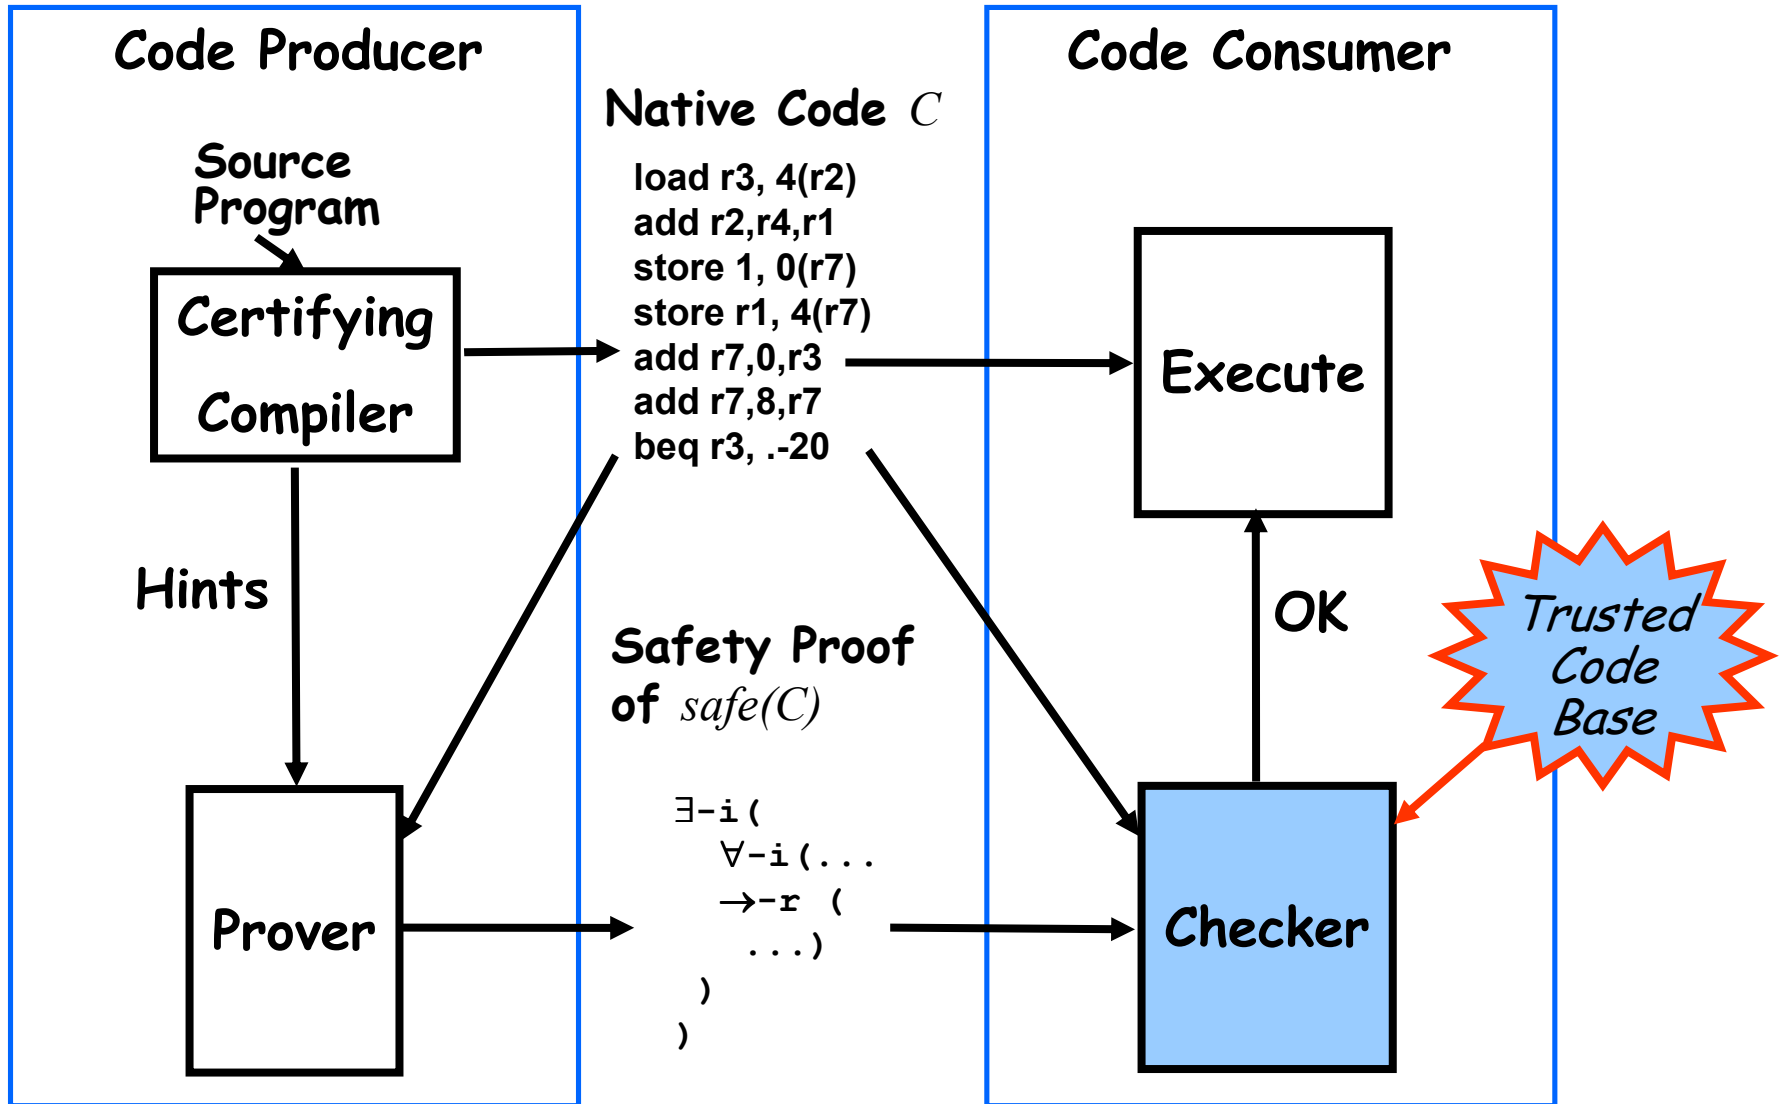 Code Producer
Source
Program
Certifying
Compiler
Hints
Prover
Native Code C
load r3, 4(r2)
add r2,r4,r1
store 1, 0(r7)
store r1, 4(r7)
add r7,0,r3
add r7,8,r7
beq r3, .-20
Safety Proof
of safe(C)
∃-i(
∀-i(...
→-r (
...)
)
)
Code Consumer
Execute
OK
Checker
Trusted
Code
Base